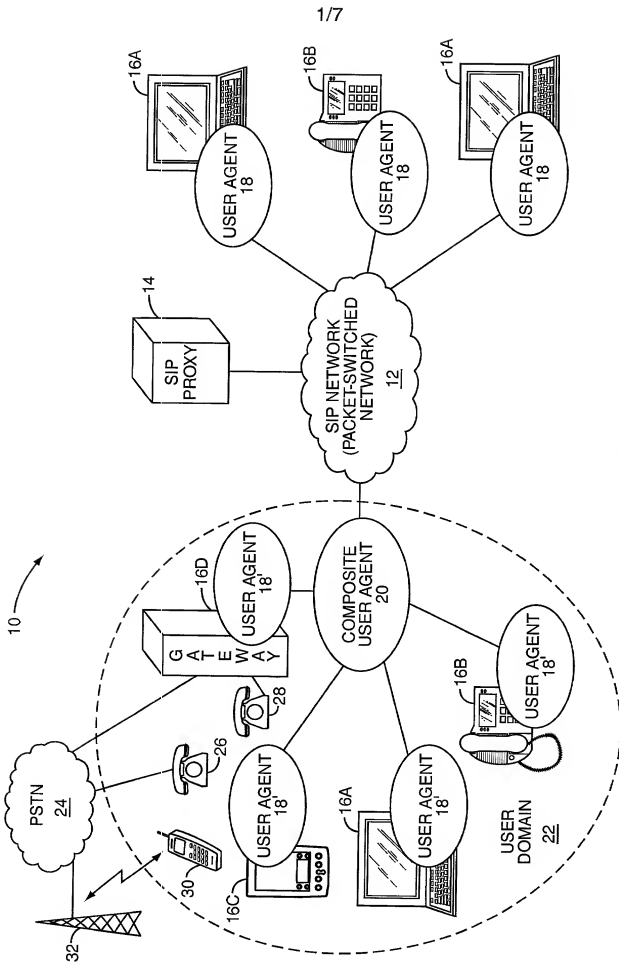 1/7
10
PSTN
24
32
30
26
28
GATEWAY
16D
USER AGENT
18'
16C
USER AGENT
18'
16A
USER AGENT
18'
16B
USER AGENT
18'
COMPOSITE
USER AGENT
20
USER
DOMAIN
22
SIP
PROXY
14
SIP NETWORK
(PACKET-SWITCHED
NETWORK)
12
16A
USER AGENT
18
16B
USER AGENT
18
16A
USER AGENT
18